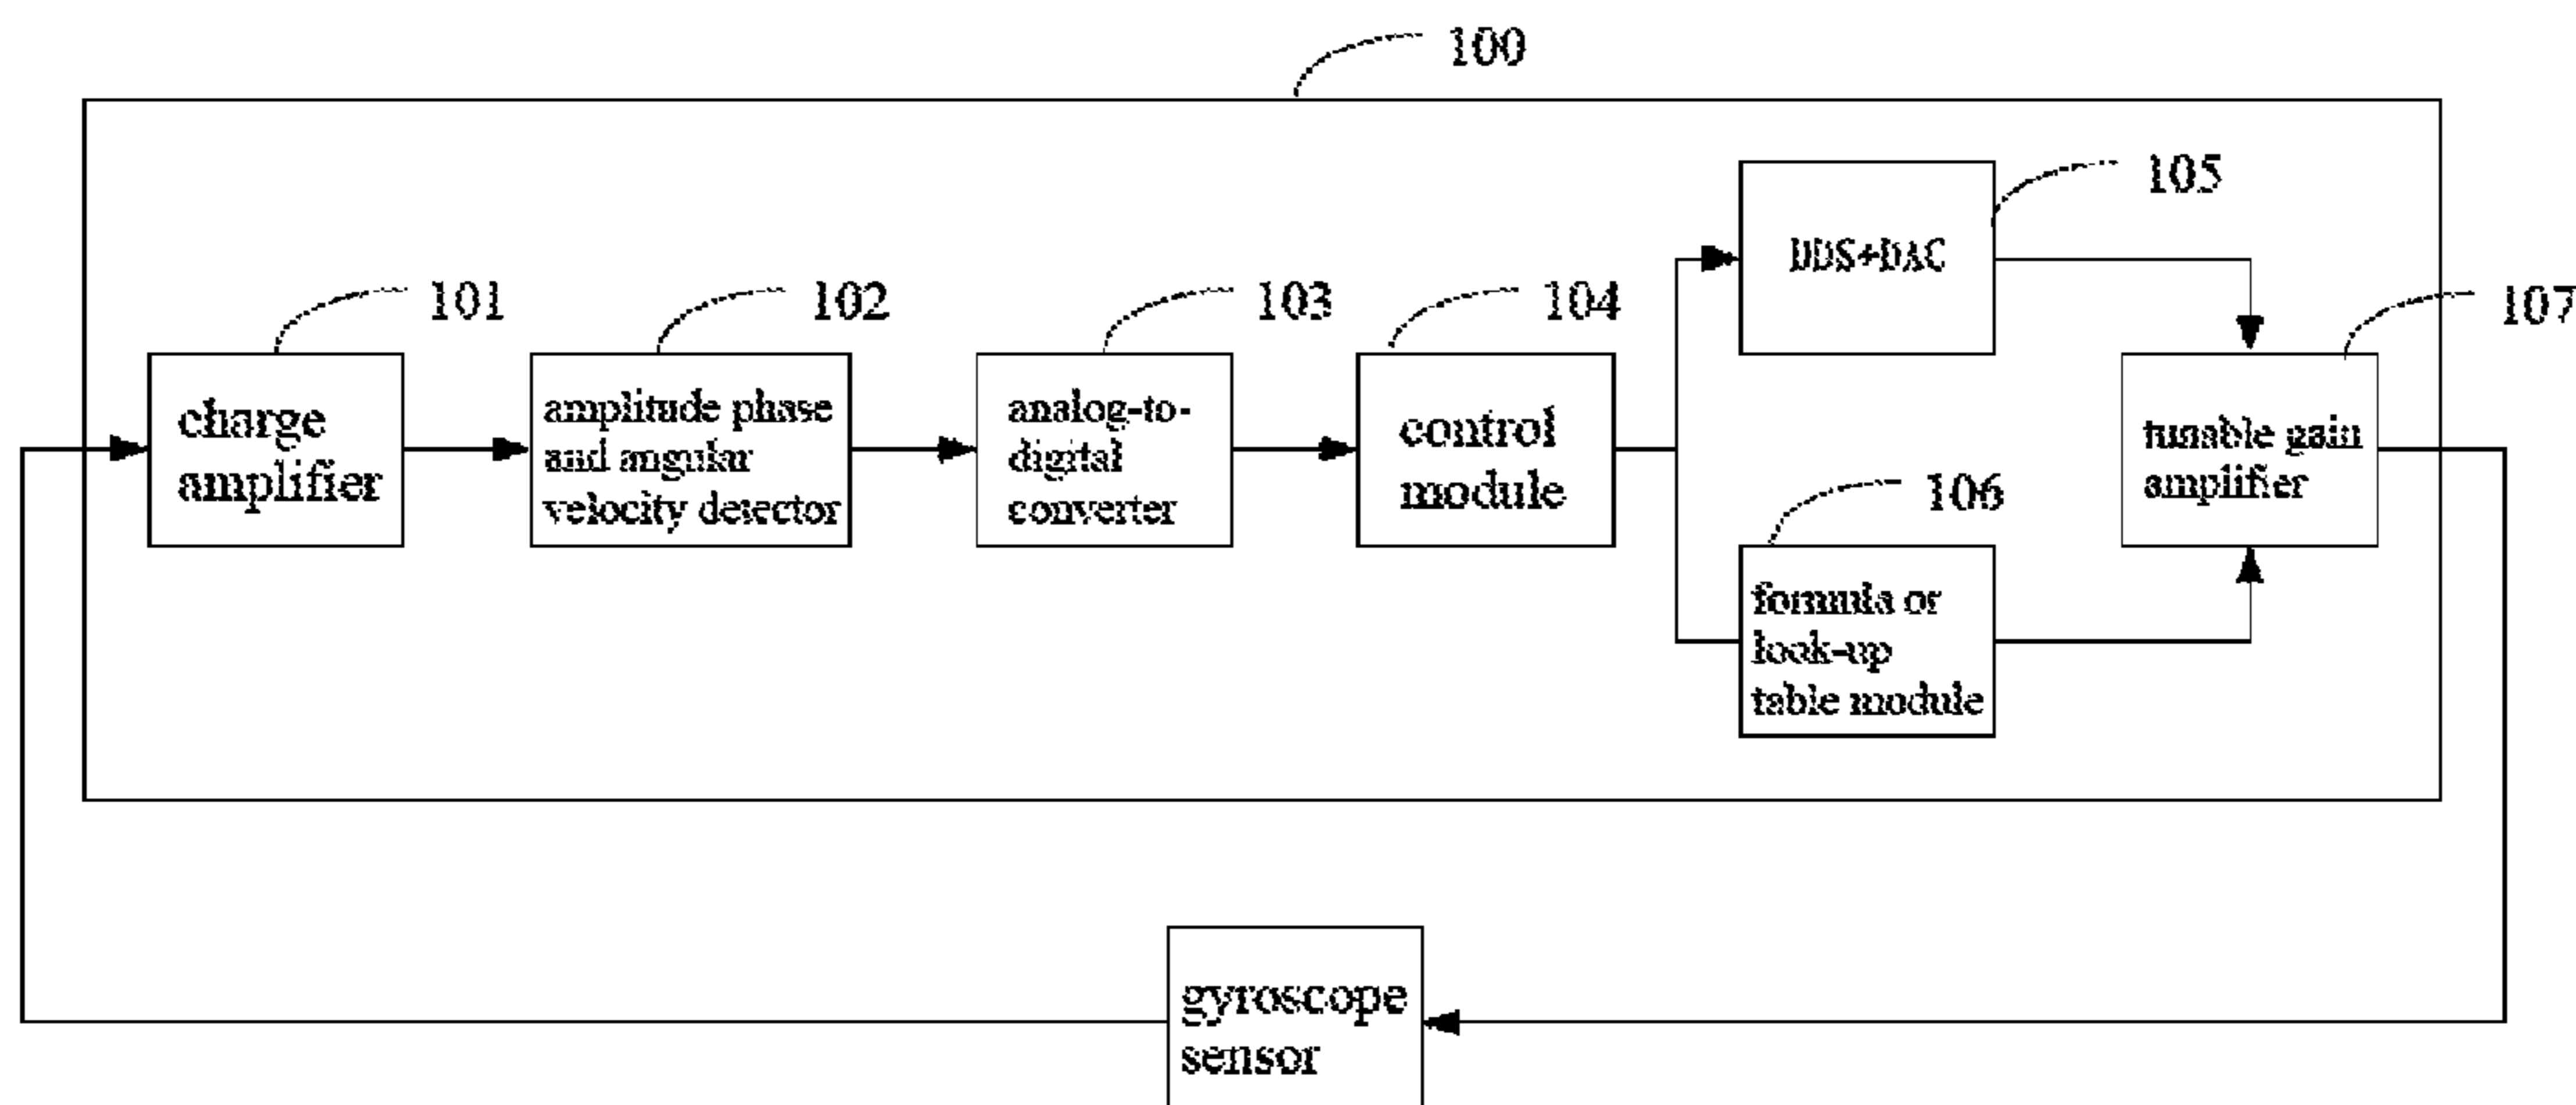 100
105
101
102
103
104
107
DDS+DAC
charge
amplifier
amplitude phase
and angular
velocity detector
analog-to-
digital
converter
control
module
tunable gain
amplifier
106
formula or
look-up
table module
gyroscope
sensor